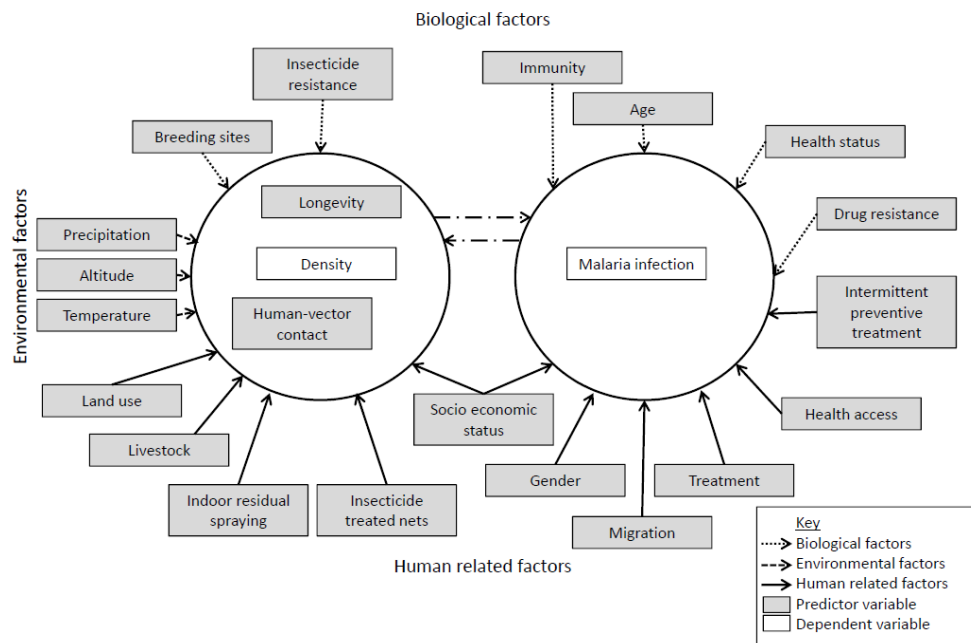 Biological factors
Insecticide
resistance
Immunity
Age
Breeding sites
Health status
Longevity
Drug resistance
Environmental factors
Precipitation
Altitude
Temperature
Density
Malaria infection
Human-vector
contact
Intermittent
preventive
treatment
Land use
Livestock
Socio economic
status
Health access
Indoor residual
spraying
Insecticide
treated nets
Gender
Treatment
Migration
Human related factors
Key
Biological factors
Environmental factors
Human related factors
Predictor variable
Dependent variable